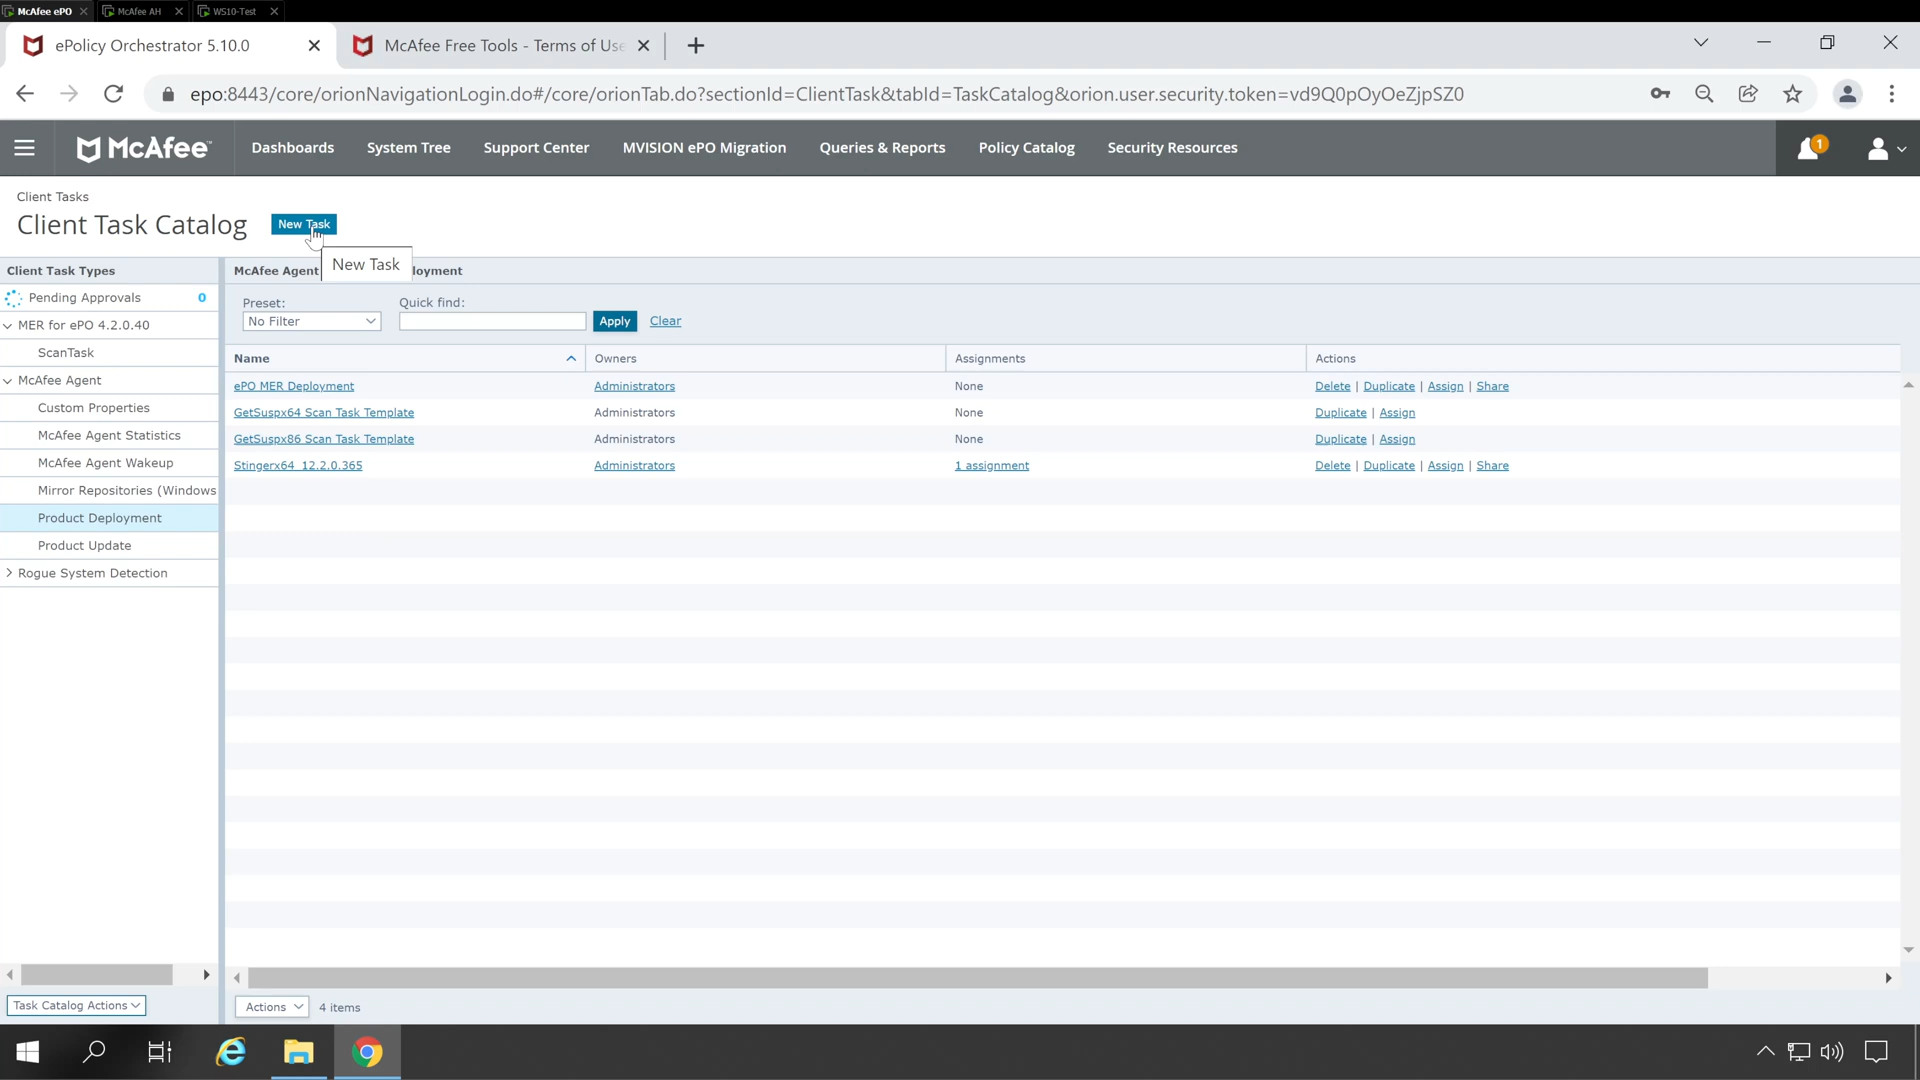 McAfee ePO
McAfee AH
WS10-Test
ePolicy Orchestrator 5.10.0
McAfee Free Tools - Terms of Use
epo:8443/core/orionNavigationLogin.do#/core/orionTab.do?sectionId=ClientTask&tabId=TaskCatalog&orion.user.security.token=vd9Q0pOyOeZjpSZ0
McAfee™
Dashboards
System Tree
Support Center
MVISION ePO Migration
Queries & Reports
Policy Catalog
Security Resources
1
Client Tasks
Client Task Catalog
New Task
New Task
Client Task Types
McAfee Agent loyment
Pending Approvals 0
MER for ePO 4.2.0.40
ScanTask
McAfee Agent
Custom Properties
McAfee Agent Statistics
McAfee Agent Wakeup
Mirror Repositories (Windows
Product Deployment
Product Update
Rogue System Detection
Preset:
No Filter
Quick find:
Apply
Clear
Name Owners Assignments Actions
ePO MER Deployment Administrators None Delete | Duplicate | Assign | Share
GetSuspx64 Scan Task Template Administrators None Duplicate | Assign
GetSuspx86 Scan Task Template Administrators None Duplicate | Assign
Stingerx64_12.2.0.365 Administrators 1 assignment Delete | Duplicate | Assign | Share
Task Catalog Actions
Actions
4 items